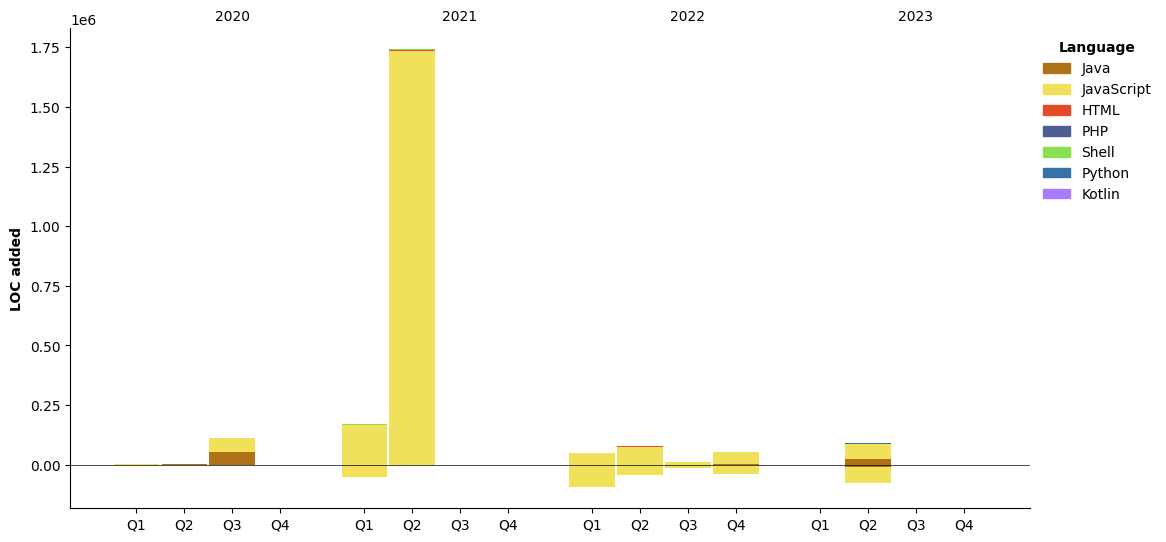 2020 2021 2022 2023
1e6
1.75
1.50
1.25
1.00
0.75
0.50
0.25
0.00
LOC added
Q1 Q2 Q3 Q4 Q1 Q2 Q3 Q4 Q1 Q2 Q3 Q4 Q1 Q2 Q3 Q4
Language
Java
JavaScript
HTML
PHP
Shell
Python
Kotlin